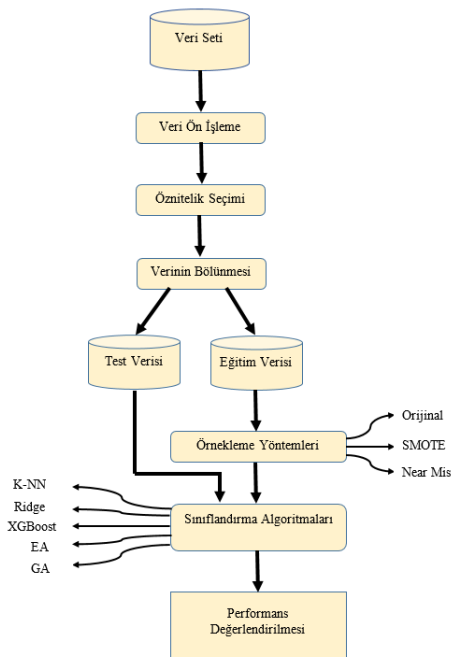 Veri Seti
Veri Ön İşleme
Öznitelik Seçimi
Verinin Bölünmesi
Test Verisi
Eğitim Verisi
Örnekleme Yöntemleri
Orijinal
SMOTE
Near Mis
K-NN
Ridge
XGBoost
EA
GA
Sınıflandırma Algoritmaları
Performans
Değerlendirilmesi